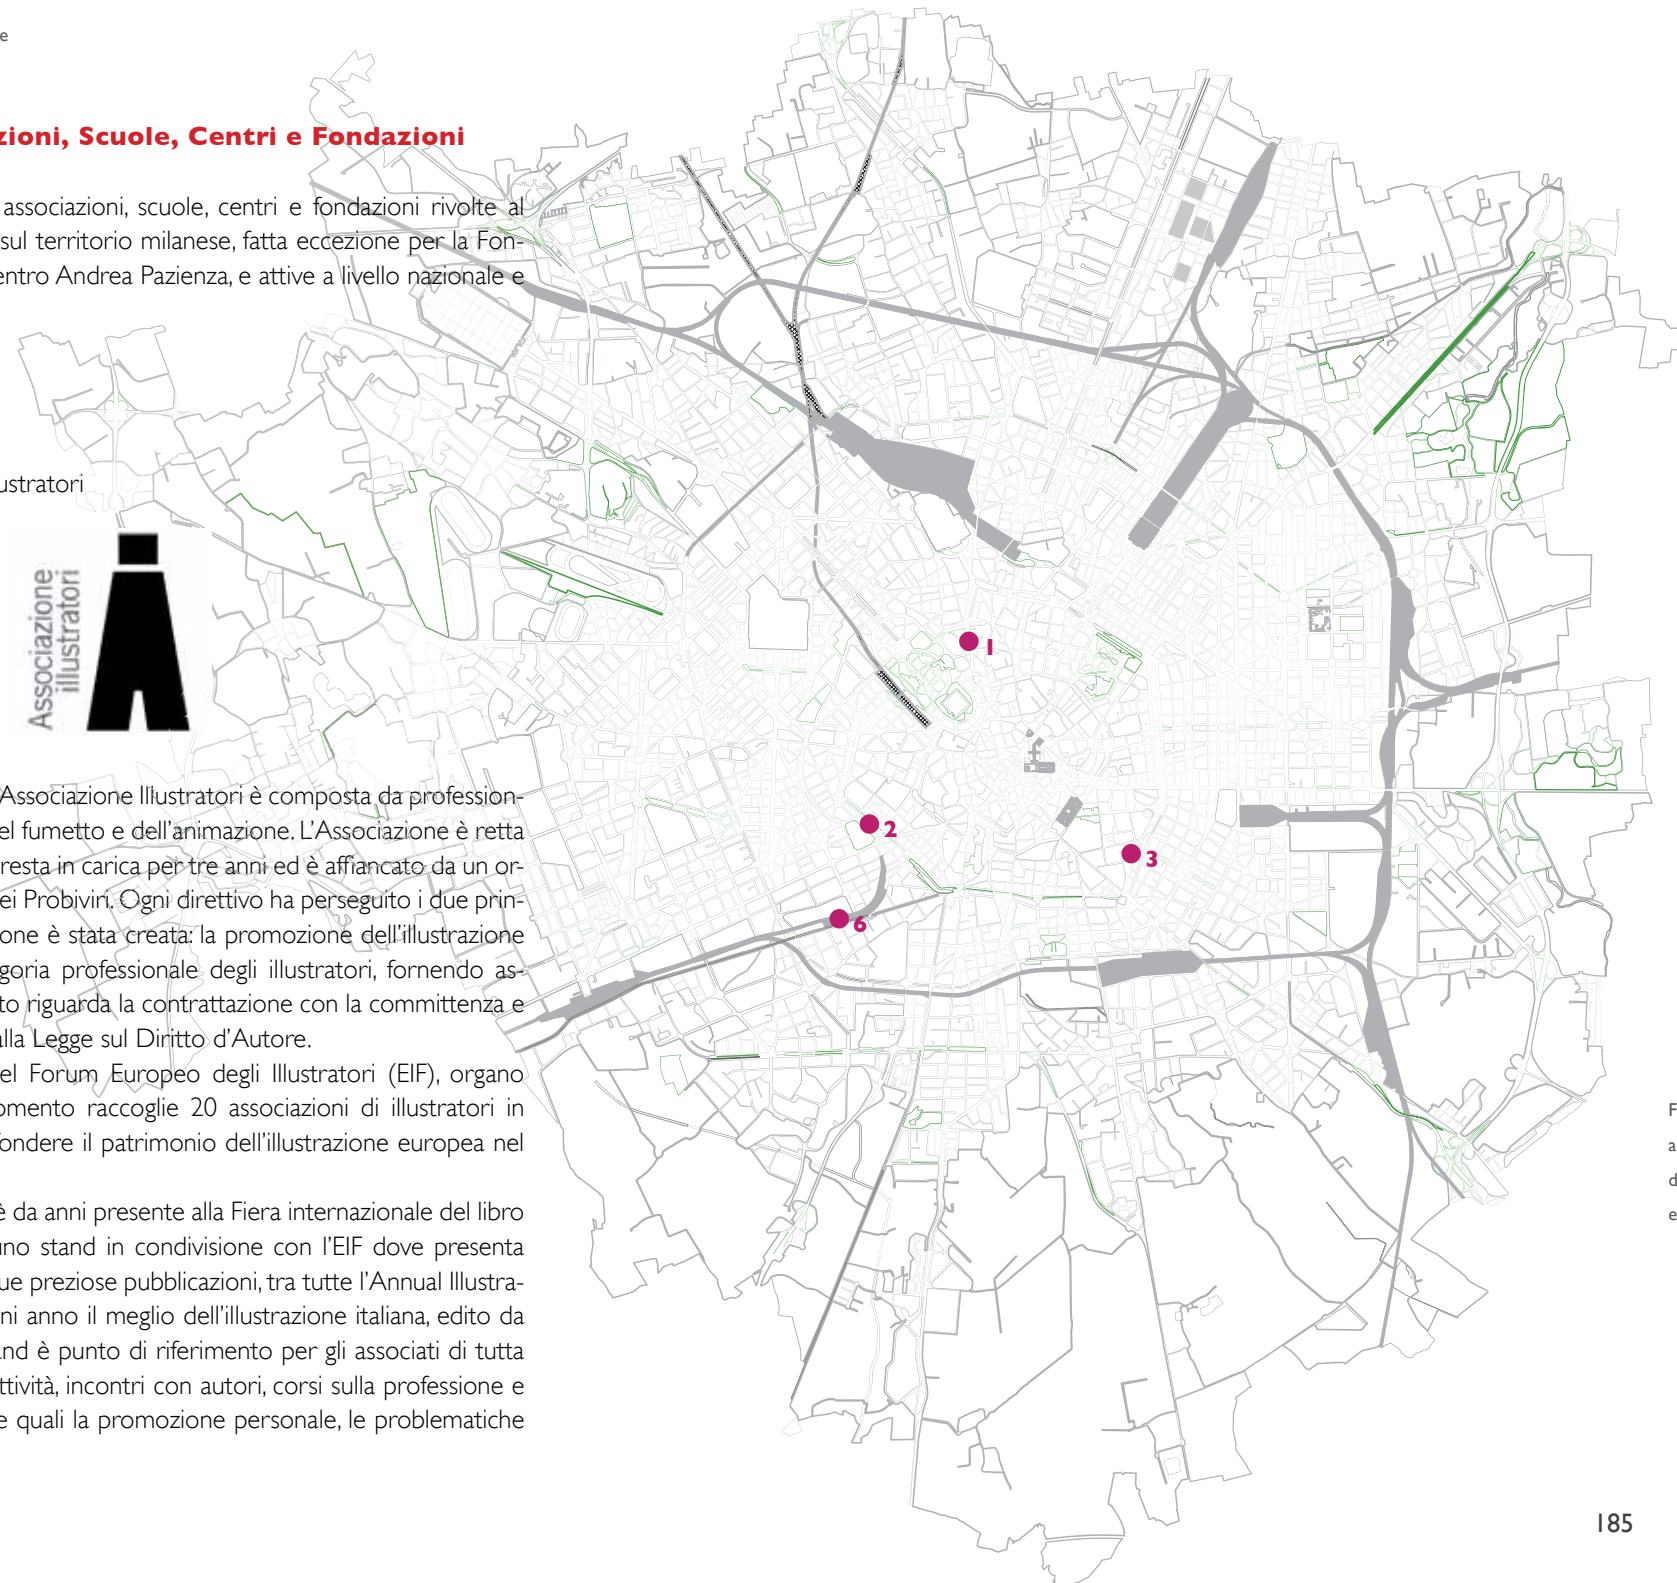 e
zioni, Scuole, Centri e Fondazioni
associazioni, scuole, centri e fondazioni rivolte al
sul territorio milanese, fatta eccezione per la Fon-
entro Andrea Pazienza, e attive a livello nazionale e
ustratori
Associazione
illustratori
Associazione Illustratori è composta da profession-
el fumetto e dell'animazione. L'Associazione è retta
resta in carica per tre anni ed è affiancato da un or-
ei Probiviri. Ogni direttivo ha perseguito i due prin-
one è stata creata: la promozione dell'illustrazione
goria professionale degli illustratori, fornendo as-
to riguarda la contrattazione con la committenza e
alla Legge sul Diritto d'Autore.
el Forum Europeo degli Illustratori (EIF), organo
omento raccoglie 20 associazioni di illustratori in
fondere il patrimonio dell'illustrazione europea nel
è da anni presente alla Fiera internazionale del libro
uno stand in condivisione con l'EIF dove presenta
ue preziose pubblicazioni, tra tutte l'Annual Illustra-
ni anno il meglio dell'illustrazione italiana, edito da
and è punto di riferimento per gli associati di tutta
ttività, incontri con autori, corsi sulla professione e
e quali la promozione personale, le problematiche
1
2
3
6
F
a
d
e
185